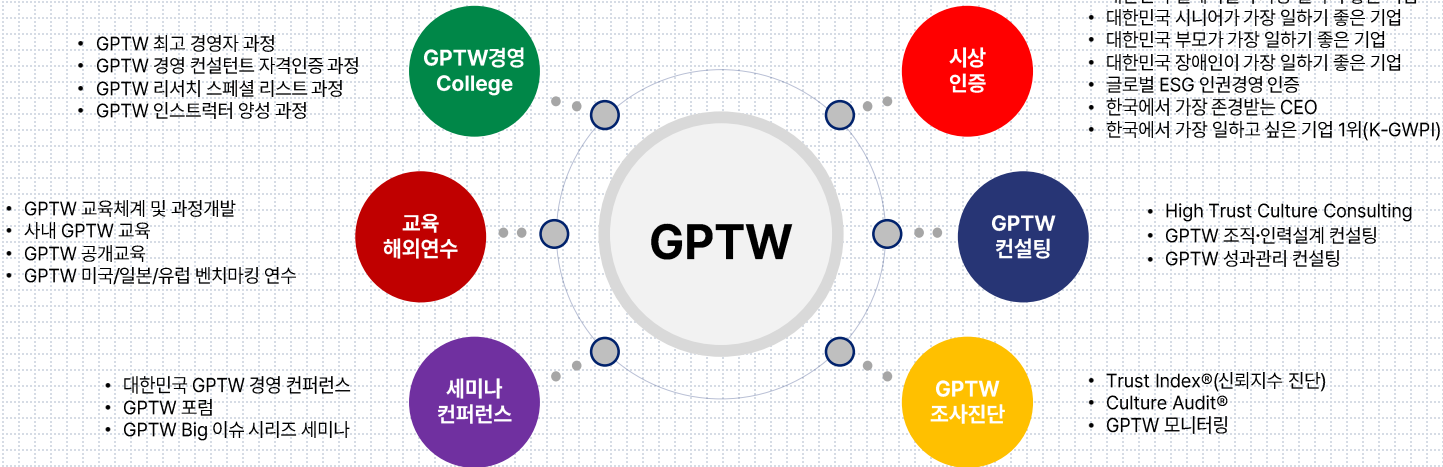 • GPTW 최고 경영자 과정
• GPTW 경영 컨설턴트 자격인증 과정
• GPTW 리서치 스페셜 리스트 과정
• GPTW 인스트럭터 양성 과정
GPTW경영
College
시상
인증
• 대한민국 시니어가 가장 일하기 좋은 기업
• 대한민국 부모가 가장 일하기 좋은 기업
• 대한민국 장애인이 가장 일하기 좋은 기업
• 글로벌 ESG 인권경영 인증
• 한국에서 가장 존경받는 CEO
• 한국에서 가장 일하고 싶은 기업 1위(K-GWPI)
• GPTW 교육체계 및 과정개발
• 사내 GPTW 교육
• GPTW 공개교육
• GPTW 미국/일본/유럽 벤치마킹 연수
교육
해외연수
GPTW
GPTW
컨설팅
• High Trust Culture Consulting
• GPTW 조직·인력설계 컨설팅
• GPTW 성과관리 컨설팅
• 대한민국 GPTW 경영 컨퍼런스
• GPTW 포럼
• GPTW Big 이슈 시리즈 세미나
세미나
컨퍼런스
GPTW
조사진단
• Trust Index®(신뢰지수 진단)
• Culture Audit®
• GPTW 모니터링